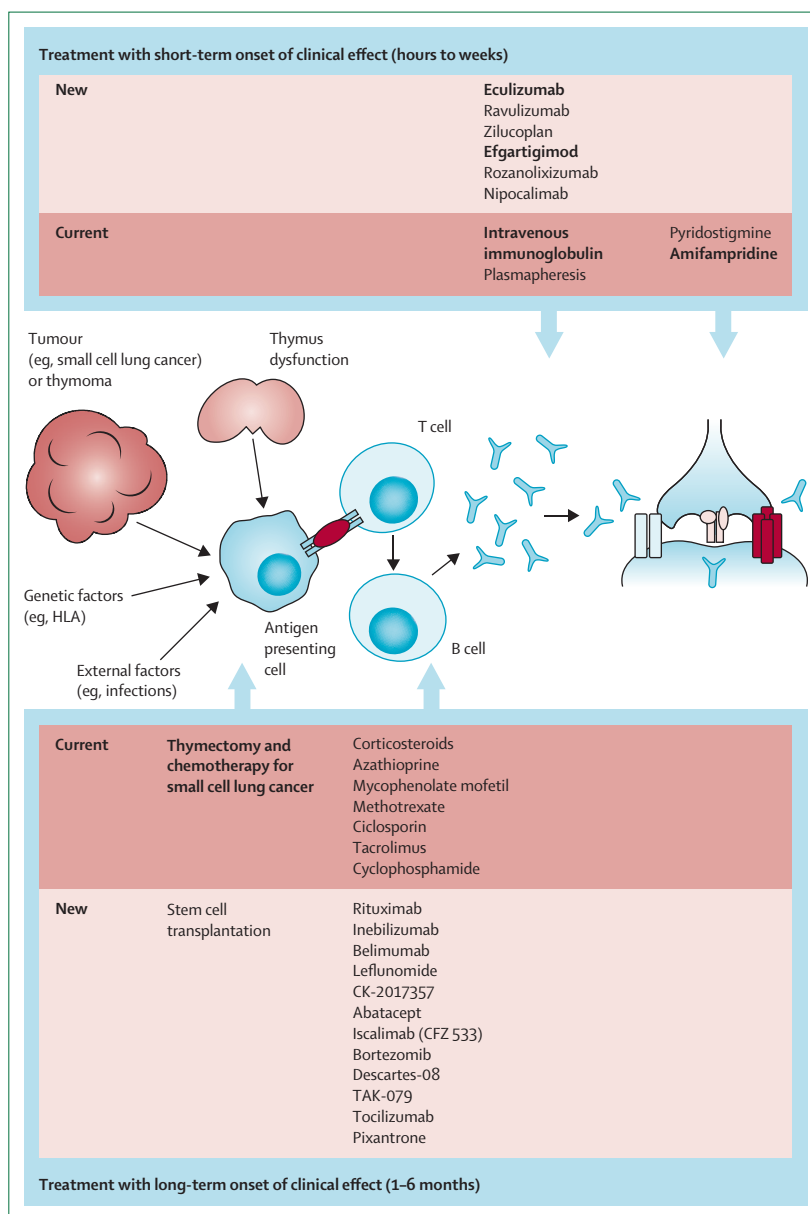 Treatment with short-term onset of clinical effect (hours to weeks)
New
Eculizumab
Ravulizumab
Zilucoplan
Efgartigimod
Rozanolixizumab
Nipocalimab
Current
Intravenous
immunoglobulin
Plasmapheresis
Pyridostigmine
Amifampridine
Tumour
(eg, small cell lung cancer)
or thymoma
Thymus
dysfunction
T cell
Genetic factors
(eg, HLA)
External factors
(eg, infections)
Antigen
presenting
cell
B cell
Current
Thymectomy and
chemotherapy for
small cell lung cancer
Corticosteroids
Azathioprine
Mycophenolate mofetil
Methotrexate
Ciclosporin
Tacrolimus
Cyclophosphamide
New
Stem cell
transplantation
Rituximab
Inebilizumab
Belimumab
Leflunomide
CK-2017357
Abatacept
Iscalimab (CFZ 533)
Bortezomib
Descartes-08
TAK-079
Tocilizumab
Pixantrone
Treatment with long-term onset of clinical effect (1–6 months)